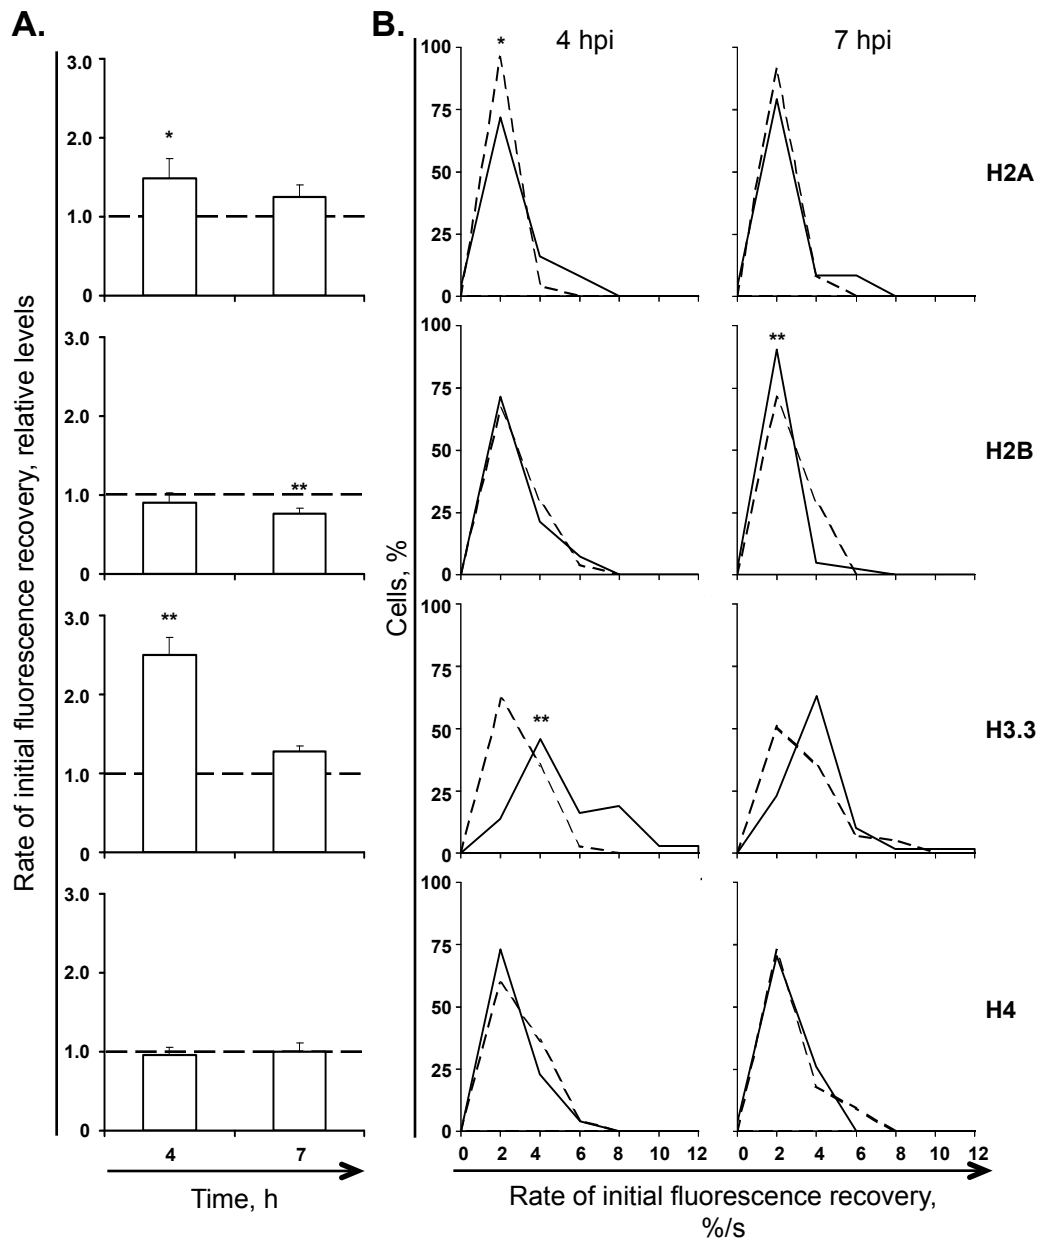 A.
B.
4 hpi
7 hpi
Rate of initial fluorescence recovery, relative levels
3.0
*
2.0
1.0
0
3.0
2.0
1.0
**
0
3.0
**
2.0
1.0
0
3.0
2.0
1.0
0
4
7
Time, h
Cells, %
100
*
75
50
25
0
H2A
100
**
75
50
25
0
H2B
100
75
**
50
25
0
H3.3
100
75
50
25
0
H4
0 2 4 6 8 10 12
0 2 4 6 8 10 12
Rate of initial fluorescence recovery,
%/s